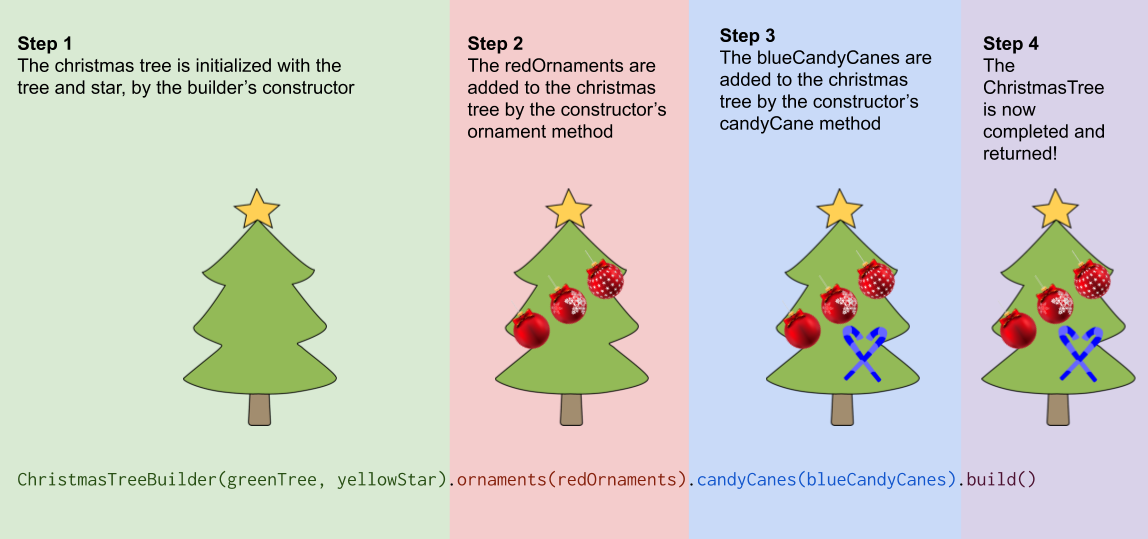 Step 1
The christmas tree is initialized with the
tree and star, by the builder's constructor
Step 2
The redOrnaments are
added to the christmas
tree by the constructor's
ornament method
Step 3
The blueCandyCanes are
added to the christmas
tree by the constructor's
candyCane method
Step 4
The
ChristmasTree
is now
completed and
returned!
ChristmasTreeBuilder(greenTree, yellowStar).ornaments(redOrnaments).candyCanes(blueCandyCanes).build()